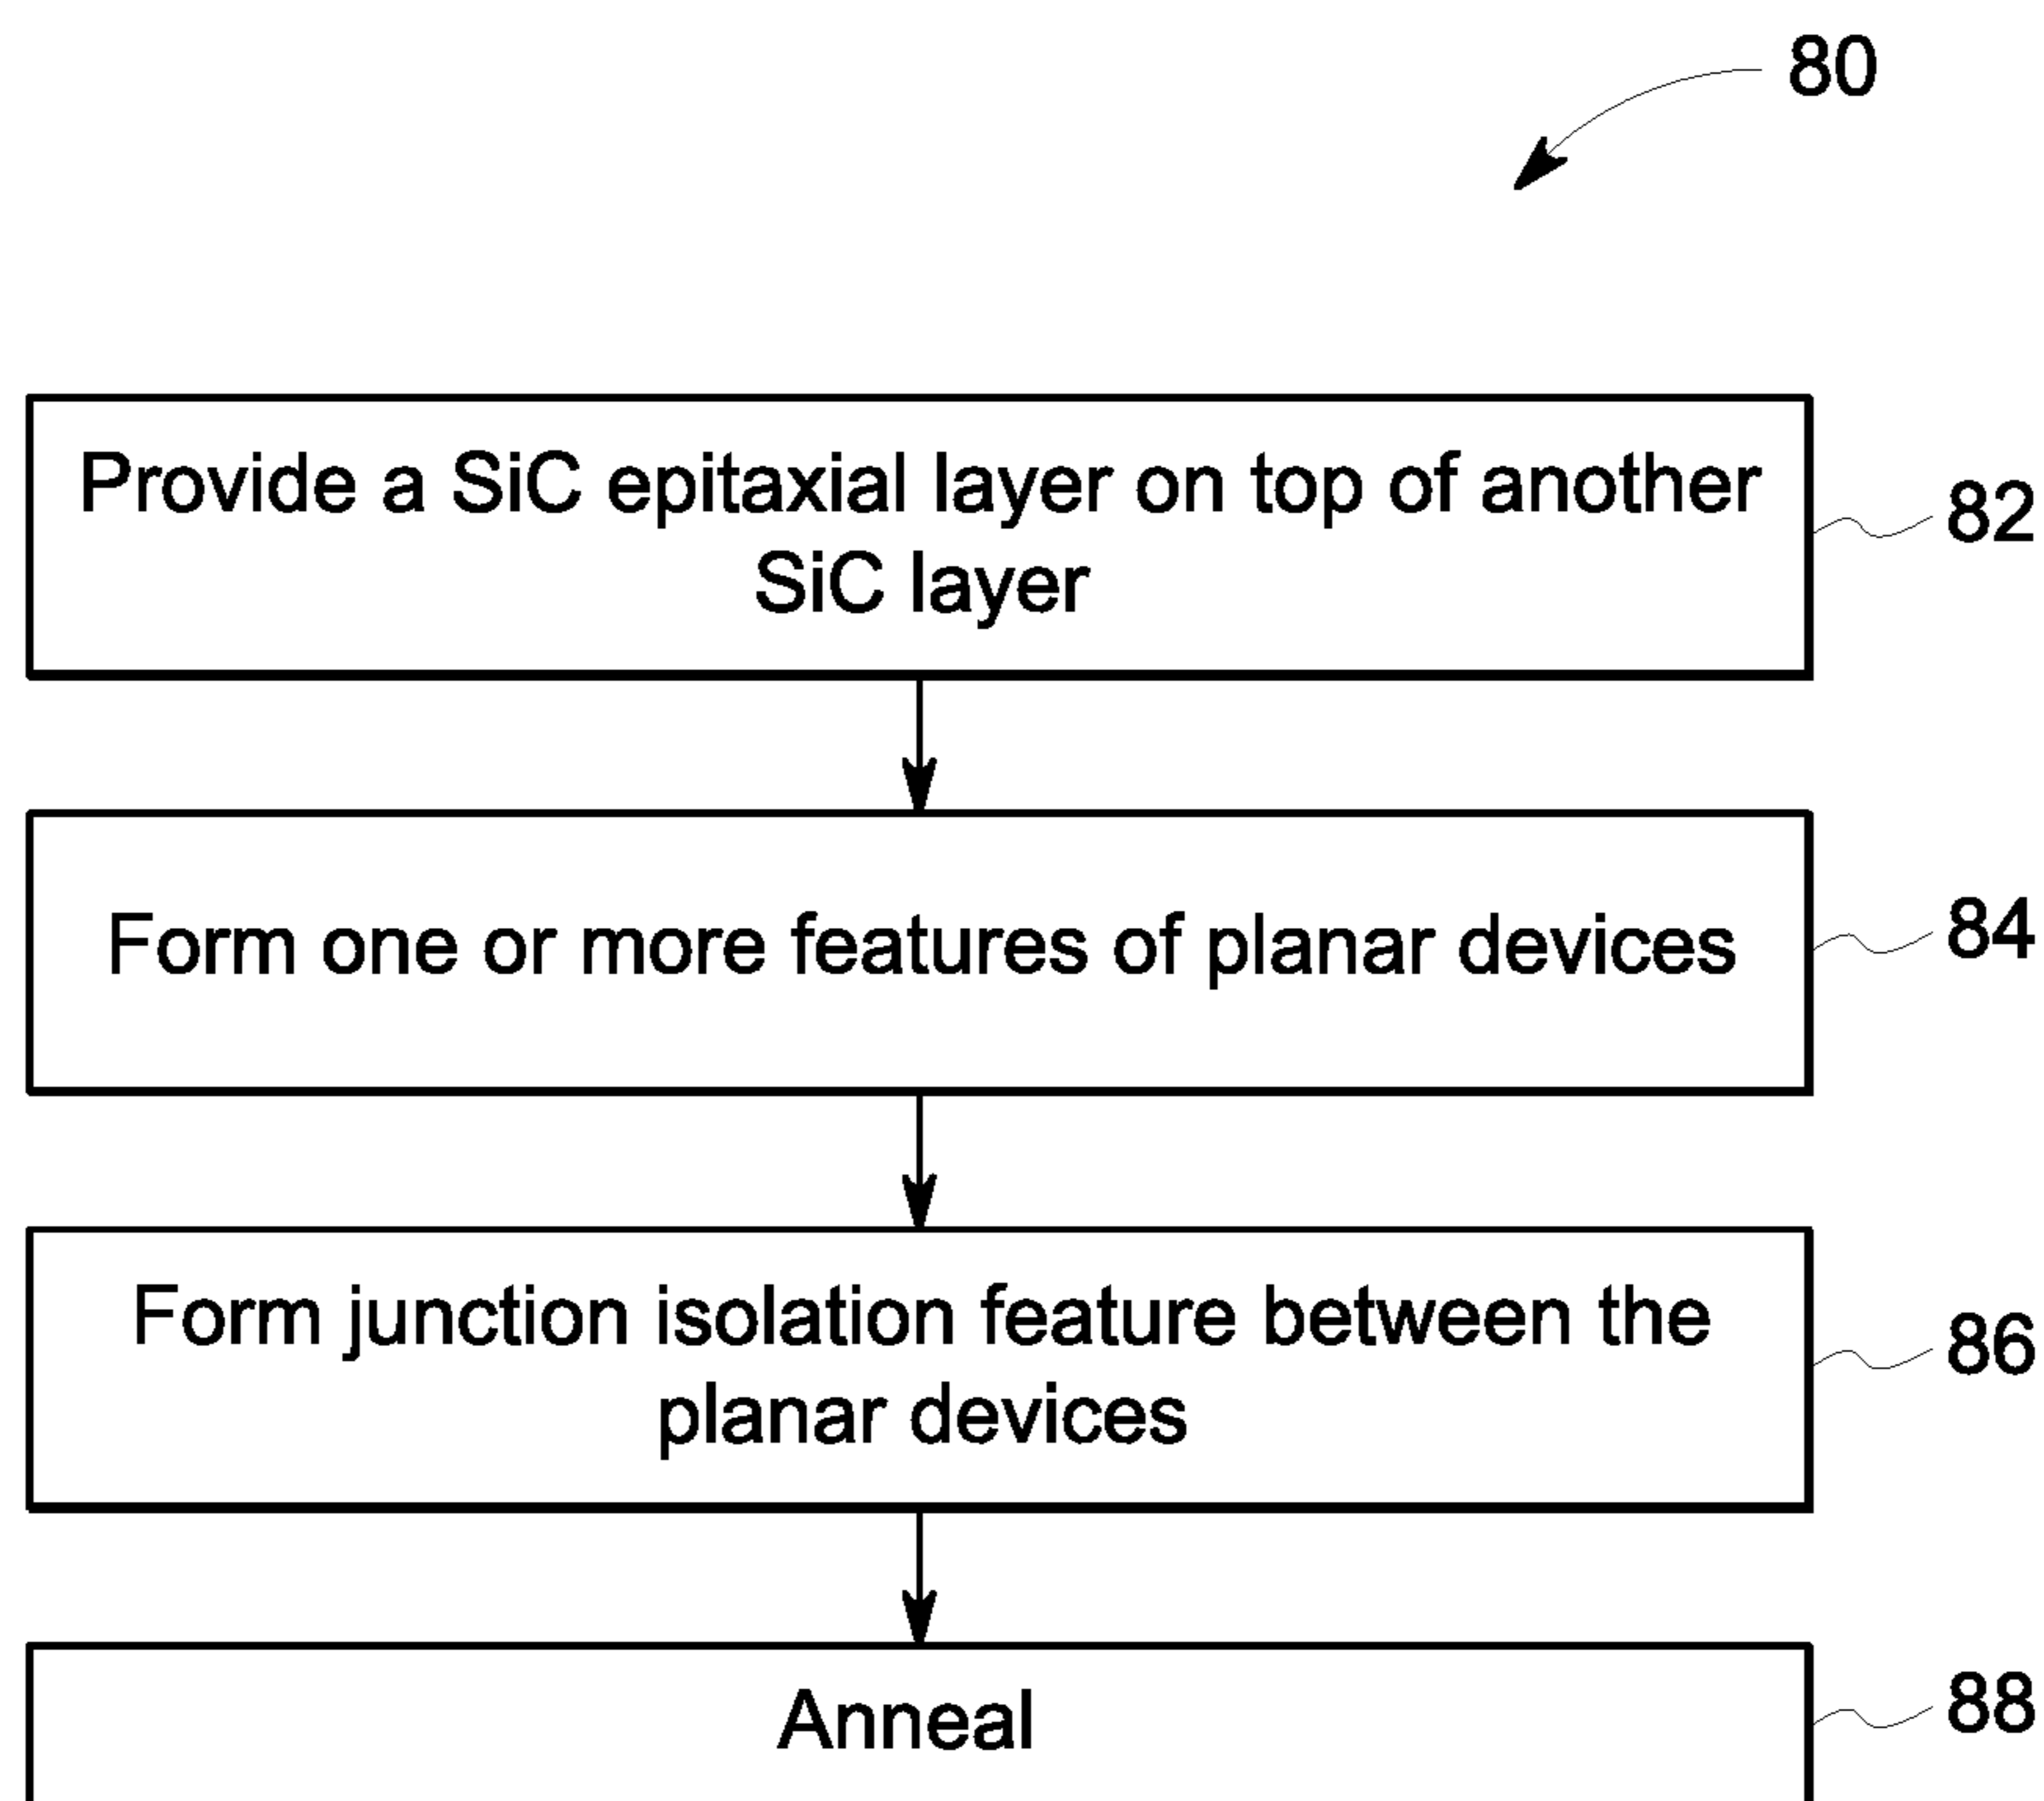 80
Provide a SiC epitaxial layer on top of another
SiC layer
82
Form one or more features of planar devices
84
Form junction isolation feature between the
planar devices
86
Anneal
88